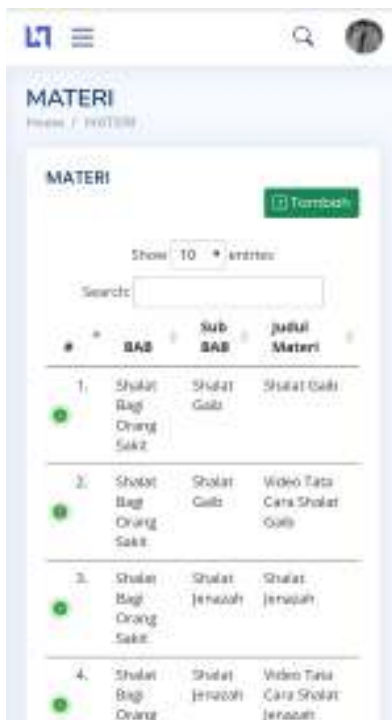 MATERI
Home / MATERI
MATERI
Tambah
Show 10 entries
Search:
# BAB Sub BAB Judul Materi
1. Shalat Bagi Orang Sakit Shalat Gaib Shalat Gaib
2. Shalat Bagi Orang Sakit Shalat Gaib Video Tata Cara Shalat Gaib
3. Shalat Bagi Orang Sakit Shalat Jenazah Shalat Jenazah
4. Shalat Bagi Orang Shalat Jenazah Video Tata Cara Shalat Jenazah